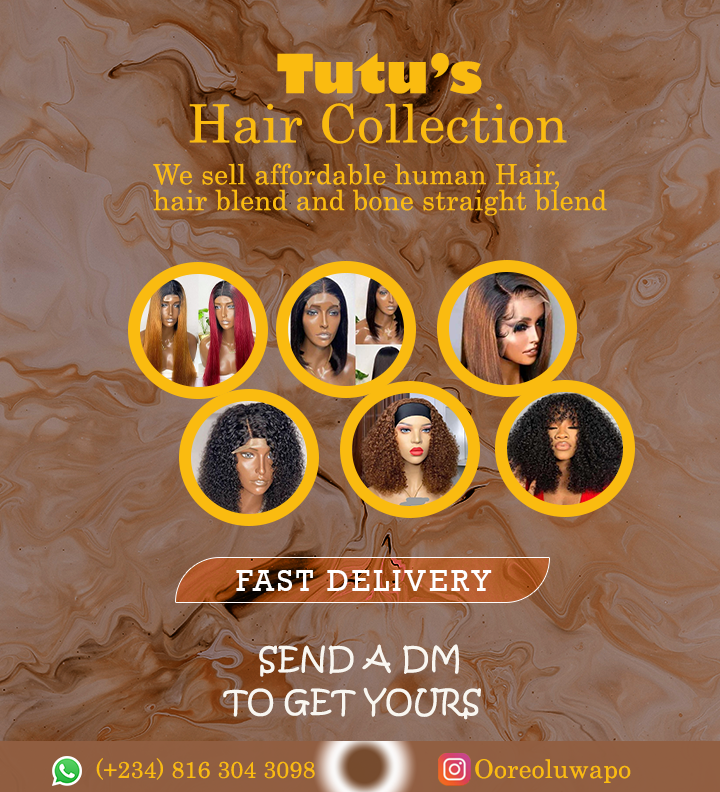 Tutu's
Hair Collection
We sell affordable human Hair,
hair blend and bone straight blend
FAST DELIVERY
SEND A DM
TO GET YOURS
(+234) 816 304 3098
Ooreoluwapo